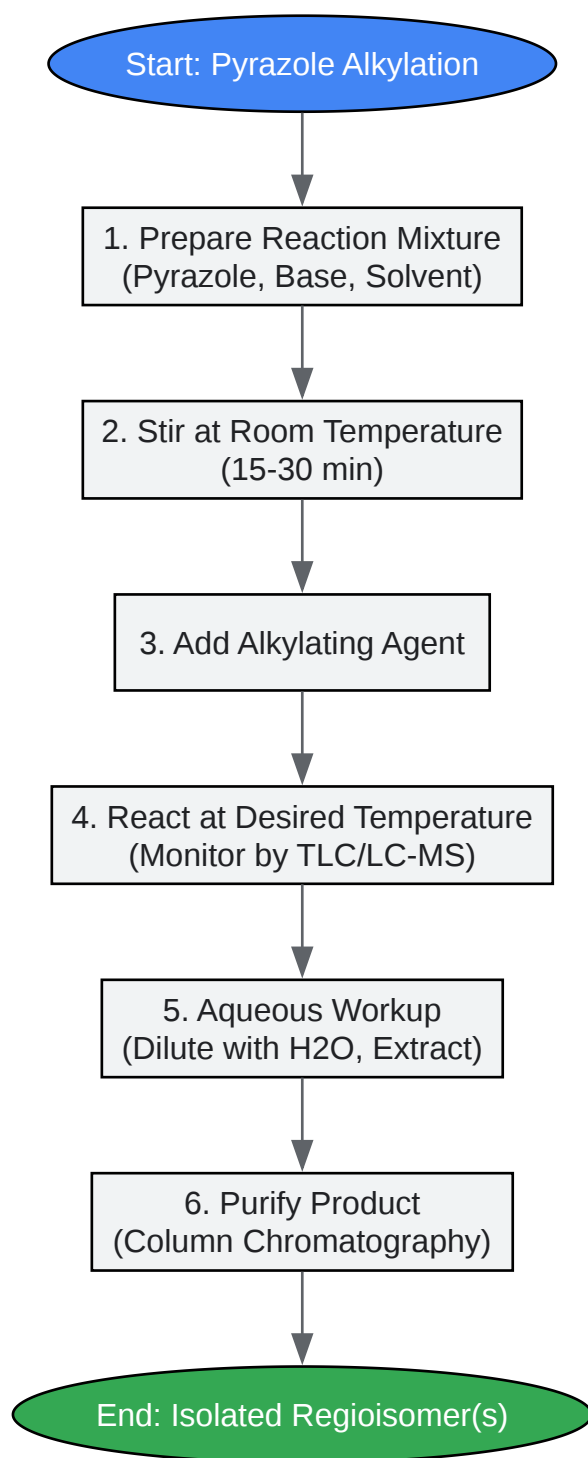 Start: Pyrazole Alkylation
1. Prepare Reaction Mixture
(Pyrazole, Base, Solvent)
2. Stir at Room Temperature
(15-30 min)
3. Add Alkylating Agent
4. React at Desired Temperature
(Monitor by TLC/LC-MS)
5. Aqueous Workup
(Dilute with H2O, Extract)
6. Purify Product
(Column Chromatography)
End: Isolated Regioisomer(s)